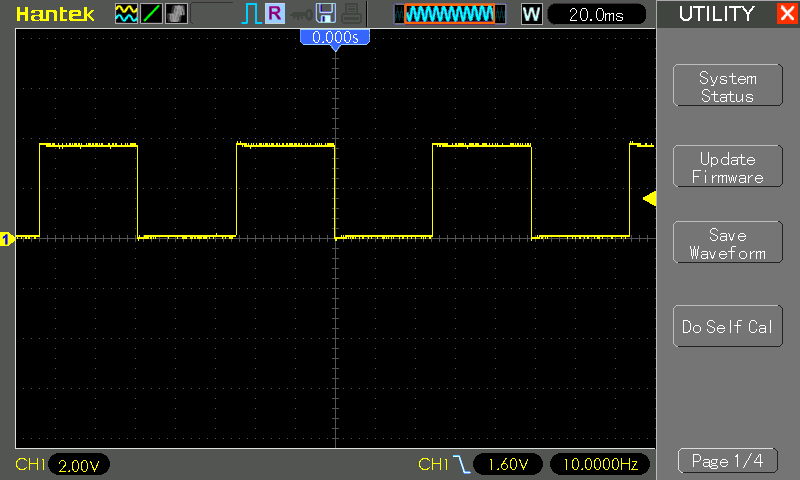 Hantek
R
W
20.0ms
UTILITY
X
0.000s
System
Status
Update
Firmware
1
Save
Waveform
Do Self Cal
CH1
2.00V
CH1
1.60V
10.0000Hz
Page 1/4